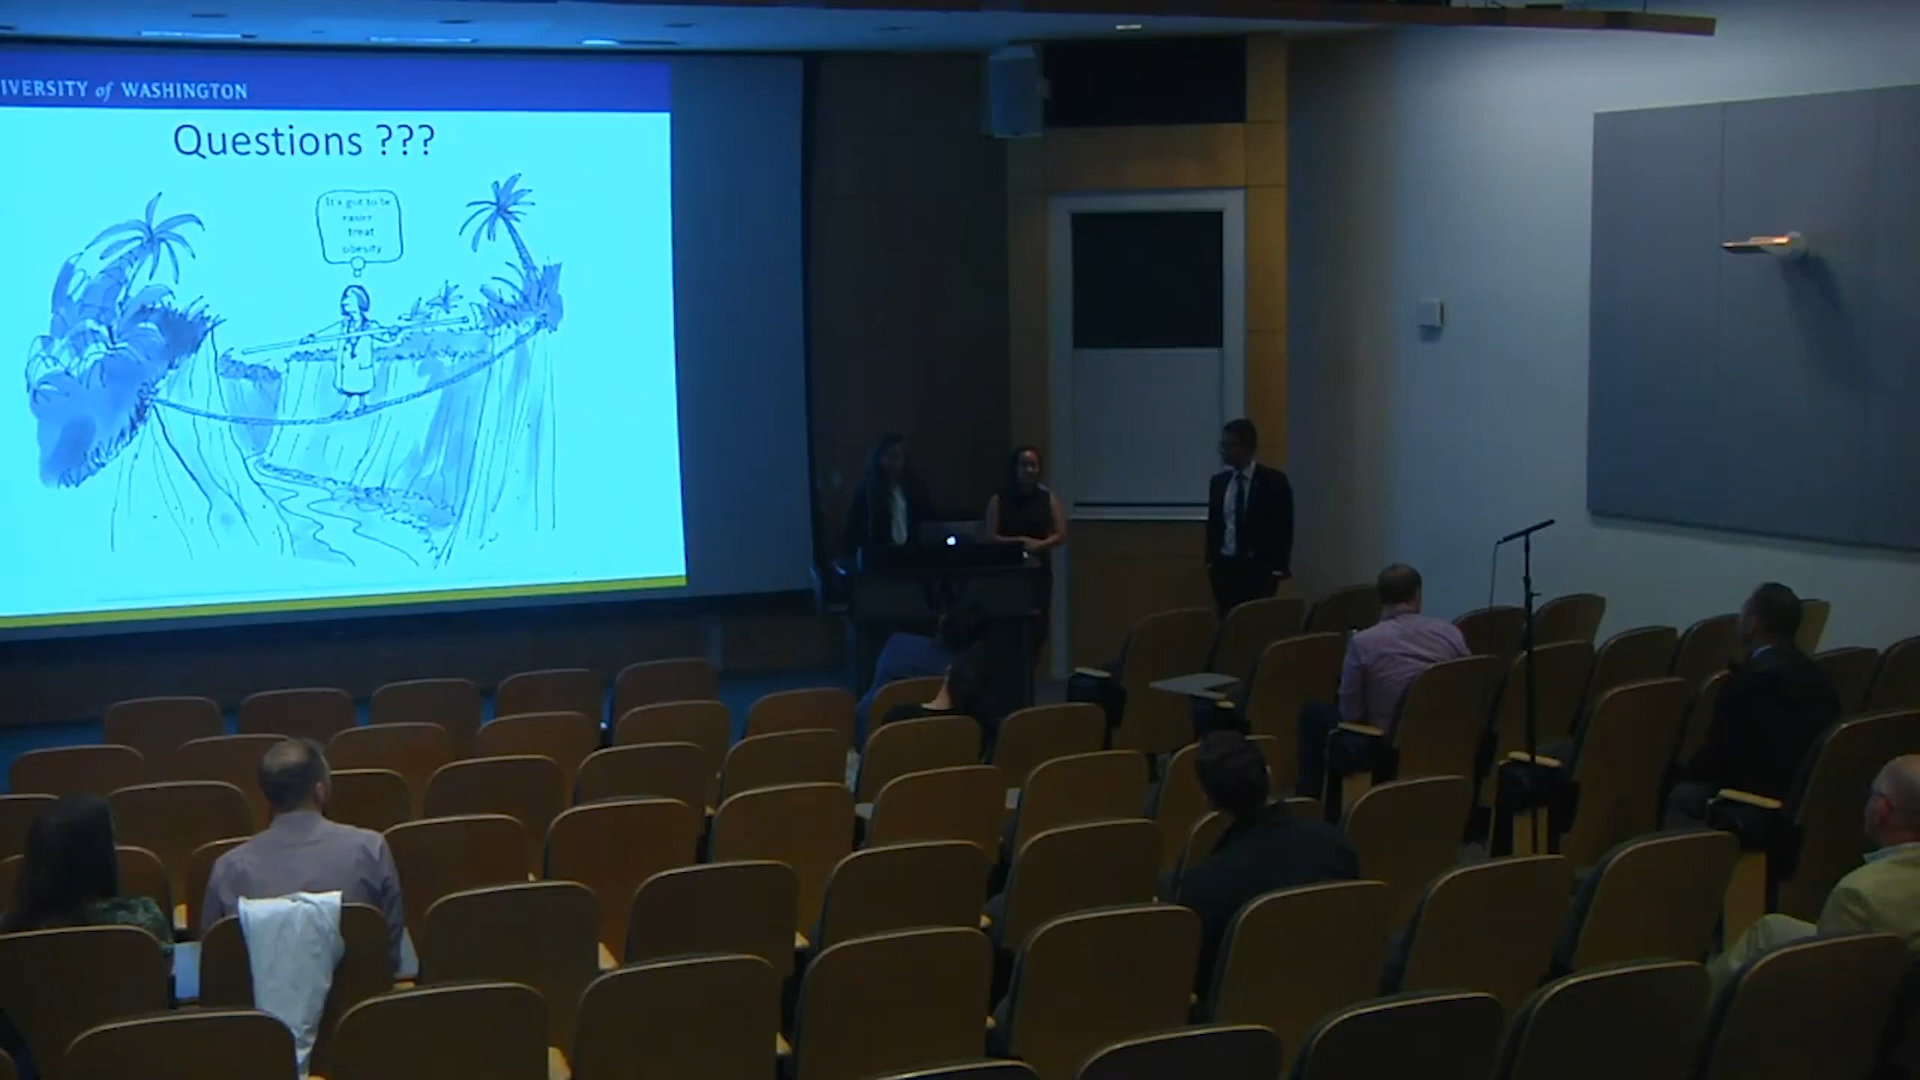 IVERSITY of WASHINGTON
Questions ???
It's got to be
easier
treat
obesity